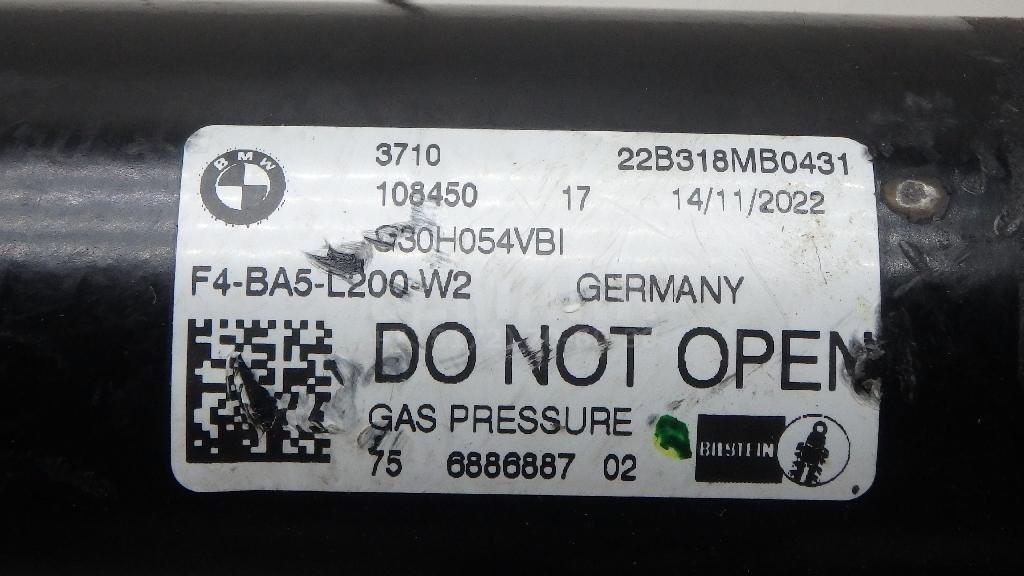 BMW
3710 22B318MB0431
108450 17 14/11/2022
G30H054VBI
F4-BA5-L200-W2 GERMANY
DO NOT OPEN
GAS PRESSURE
BILSTEIN
75 6886887 02